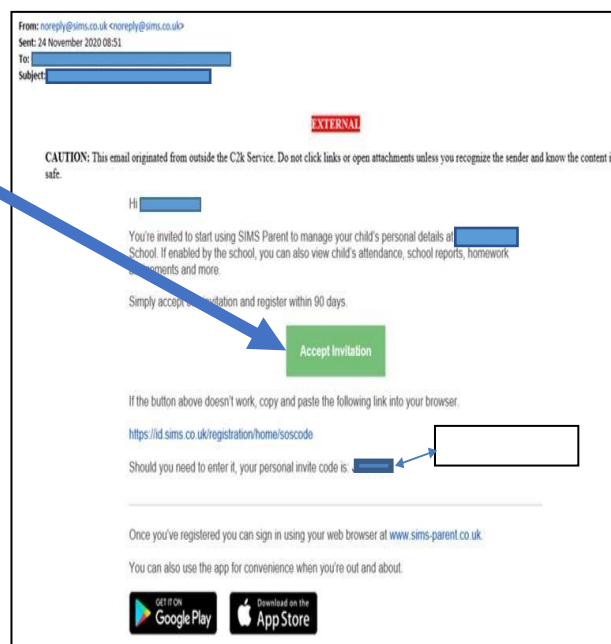 From: noreply@sims.co.uk <noreply@sims.co.uk>
Sent: 24 November 2020 08:51
To:
Subject:
EXTERNAL
CAUTION: This email originated from outside the C2k Service. Do not click links or open attachments unless you recognize the sender and know the content i
safe.
Hi
You're invited to start using SIMS Parent to manage your child's personal details at
School. If enabled by the school, you can also view child's attendance, school reports, homework
and more.
Simply accept invitation and register within 90 days.
Accept Invitation
If the button above doesn't work, copy and paste the following link into your browser.
https://id.sims.co.uk/registration/home/soscode
Should you need to enter it, your personal invite code is:
Once you've registered you can sign in using your web browser at www.sims-parent.co.uk.
You can also use the app for convenience when you're out and about.
GET IT ON
Google Play
Download on the
App Store